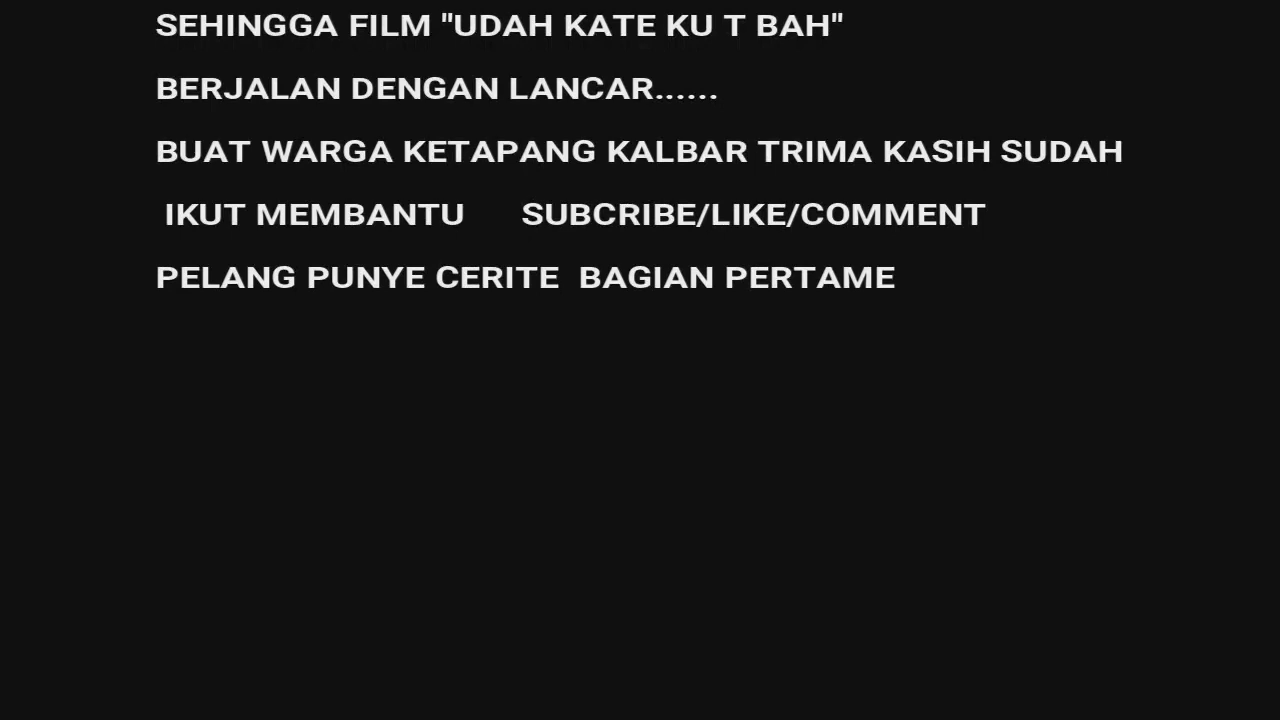 SEHINGGA FILM "UDAH KATE KU T BAH"
BERJALAN DENGAN LANCAR......
BUAT WARGA KETAPANG KALBAR TRIMA KASIH SUDAH
IKUT MEMBANTU SUBCRIBE/LIKE/COMMENT
PELANG PUNYE CERITE BAGIAN PERTAME